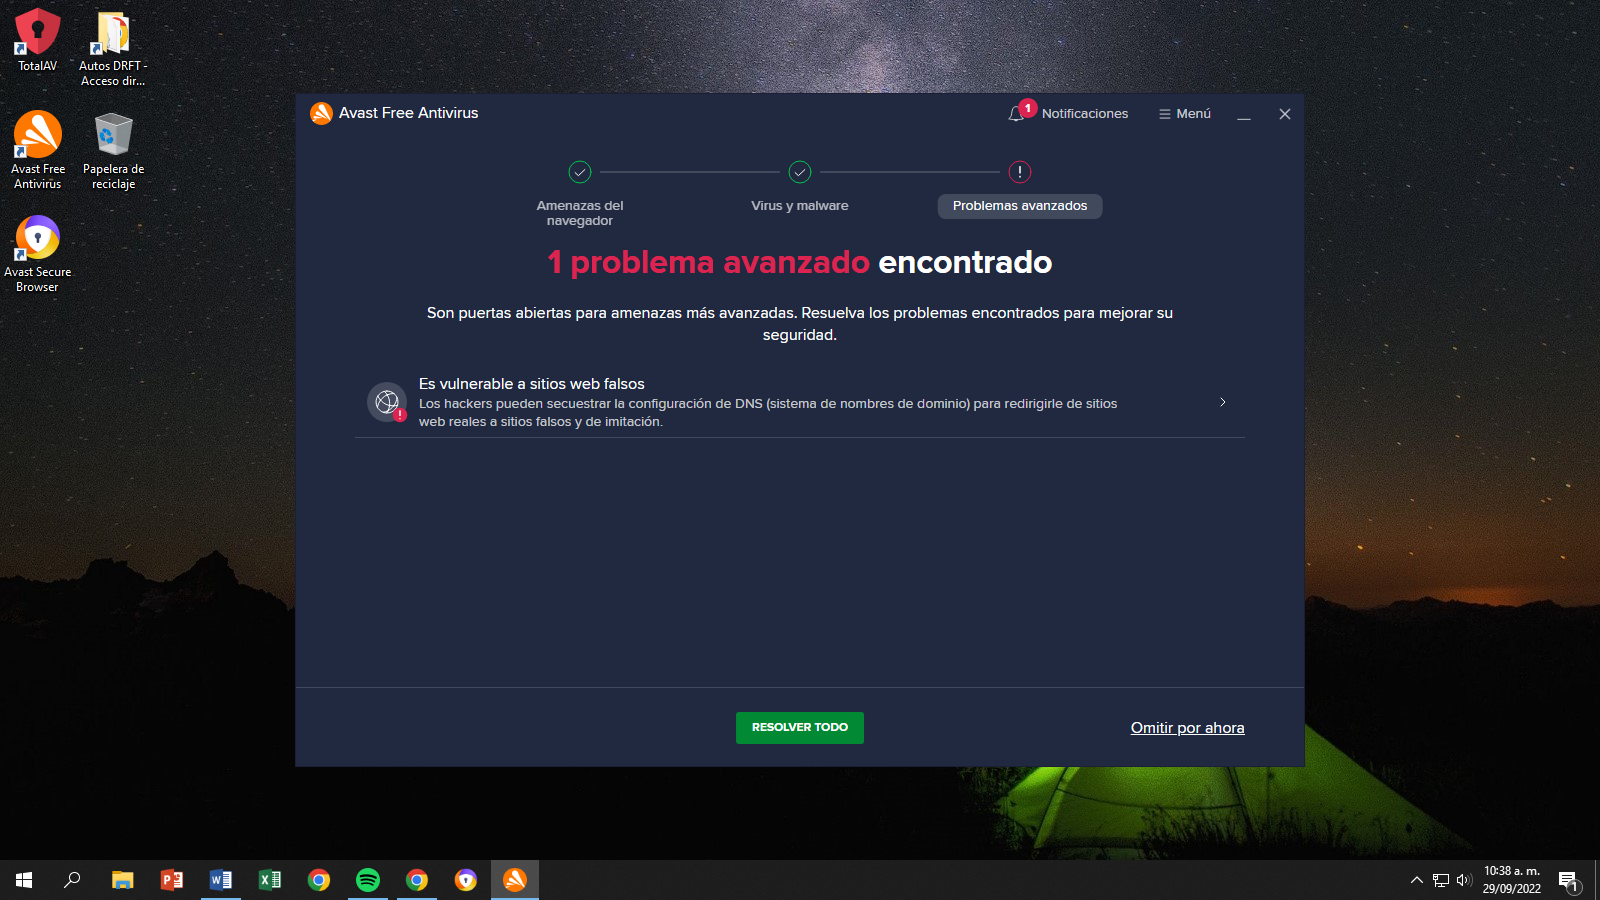 TotalAV
Autos DRFT -
Acceso dir...
Avast Free
Antivirus
Papelera de
reciclaje
Avast Secure
Browser
Avast Free Antivirus
1
Notificaciones
Menú
Amenazas del
navegador
Virus y malware
Problemas avanzados
1 problema avanzado encontrado
Son puertas abiertas para amenazas más avanzadas. Resuelva los problemas encontrados para mejorar su
seguridad.
Es vulnerable a sitios web falsos
Los hackers pueden secuestrar la configuración de DNS (sistema de nombres de dominio) para redirigirle de sitios
web reales a sitios falsos y de imitación.
RESOLVER TODO
Omitir por ahora
10:38 a. m.
29/09/2022
1